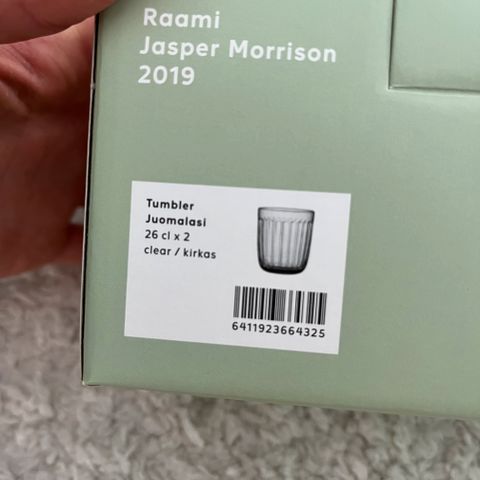 Raami
Jasper Morrison
2019
Tumbler
Juomalasi
26 cl x 2
clear / kirkas
6411923664325